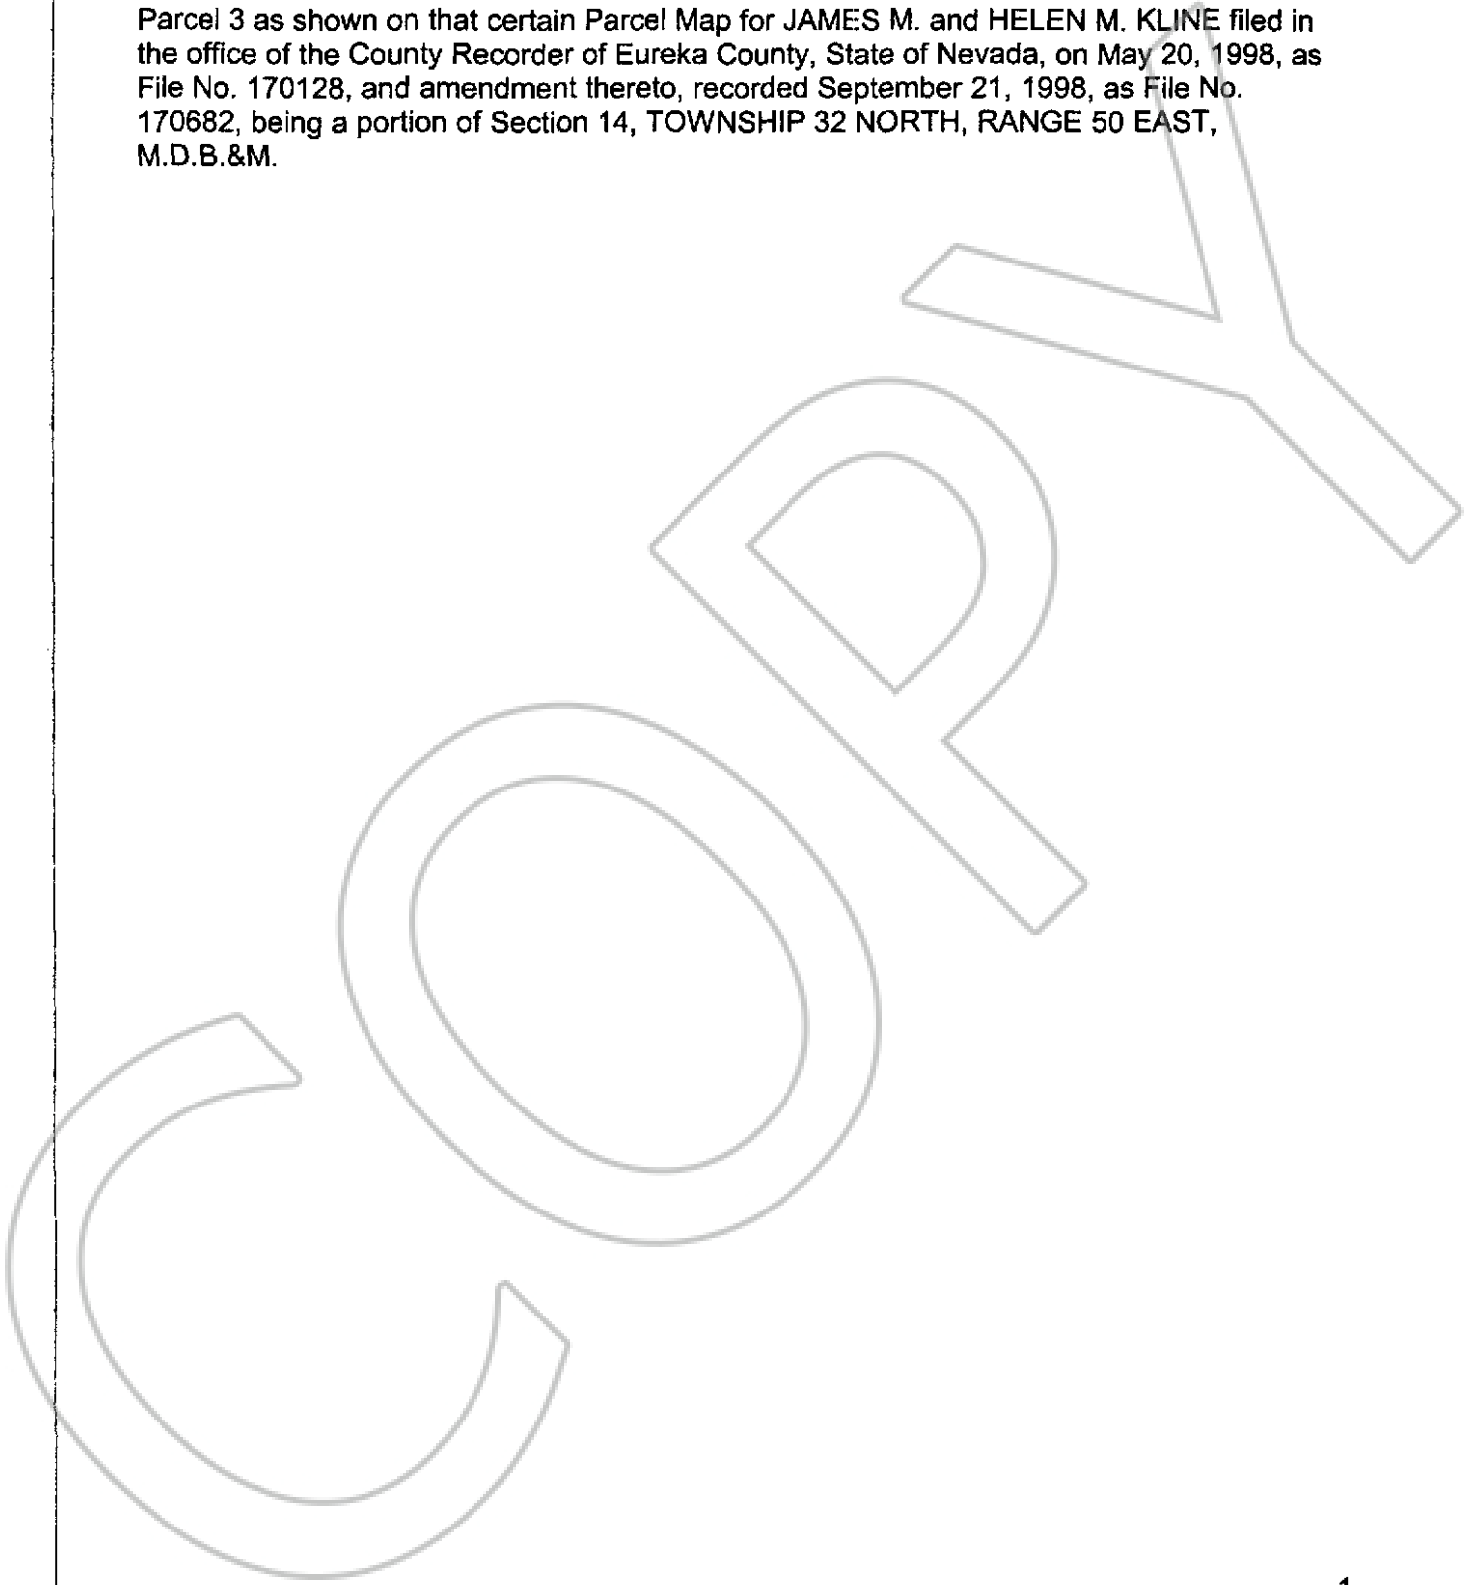 Parcel 3 as shown on that certain Parcel Map for JAMES M. and HELEN M. KLINE filed in
the office of the County Recorder of Eureka County, State of Nevada, on May 20, 1998, as
File No. 170128, and amendment thereto, recorded September 21, 1998, as File No.
170682, being a portion of Section 14, TOWNSHIP 32 NORTH, RANGE 50 EAST,
M.D.B.&M.
COPY